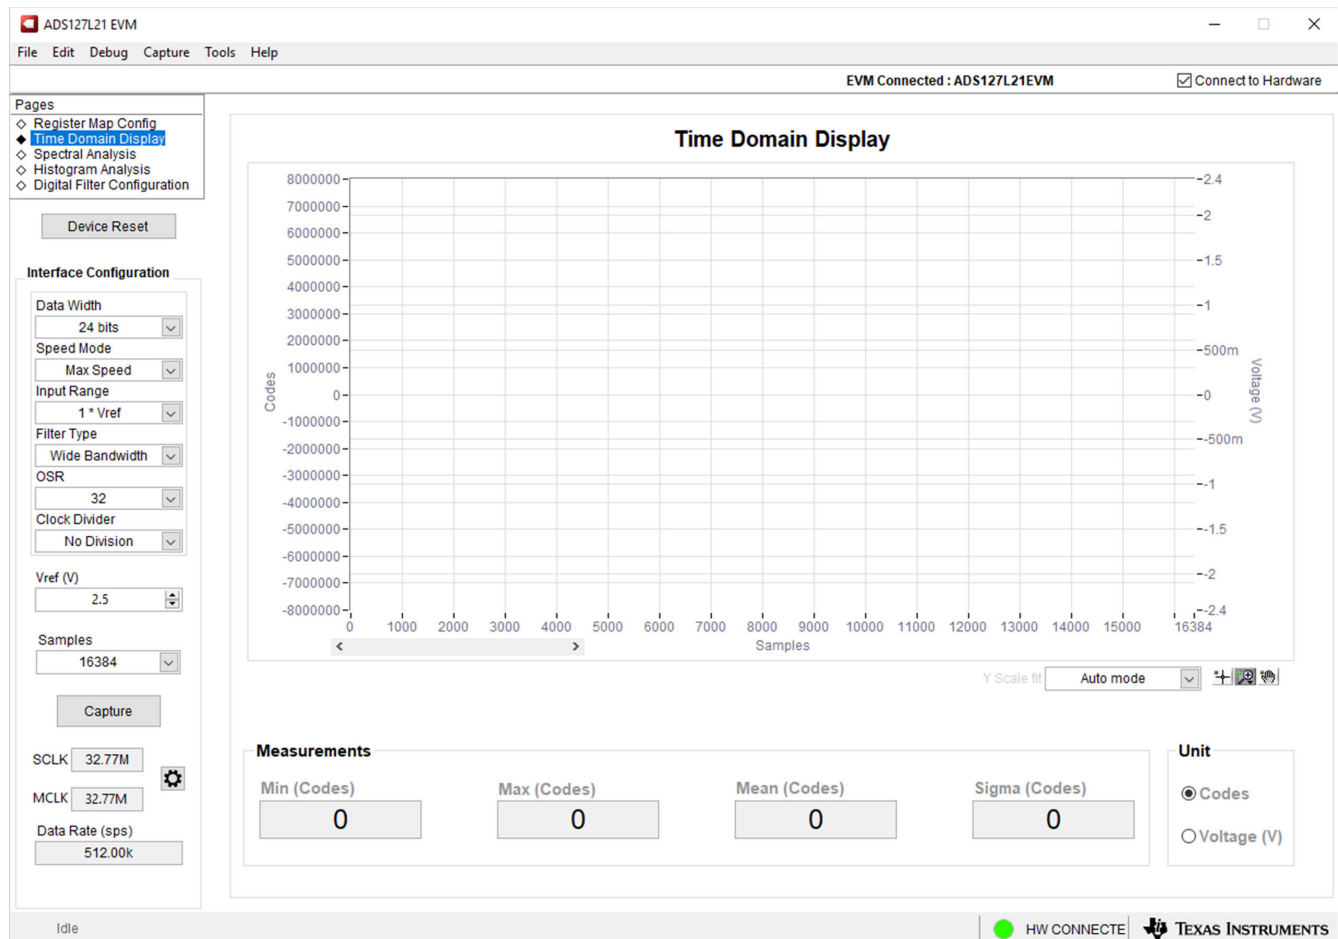 ADS127L21 EVM
File Edit Debug Capture Tools Help
EVM Connected : ADS127L21EVM
Connect to Hardware
Pages
Register Map Config
Time Domain Display
Spectral Analysis
Histogram Analysis
Digital Filter Configuration
Device Reset
Interface Configuration
Data Width
24 bits
Speed Mode
Max Speed
Input Range
1 * Vref
Filter Type
Wide Bandwidth
OSR
32
Clock Divider
No Division
Vref (V)
2.5
Samples
16384
Capture
SCLK 32.77M
MCLK 32.77M
Data Rate (sps)
512.00k
Time Domain Display
Codes
8000000
7000000
6000000
5000000
4000000
3000000
2000000
1000000
0
-1000000
-2000000
-3000000
-4000000
-5000000
-6000000
-7000000
-8000000
2.4
2
1.5
1
500m
0
-500m
-1
-1.5
-2
-2.4
Voltage (V)
0 1000 2000 3000 4000 5000 6000 7000 8000 9000 10000 11000 12000 13000 14000 15000 16384
Samples
Y Scale fit Auto mode
Measurements
Min (Codes) Max (Codes) Mean (Codes) Sigma (Codes)
0 0 0 0
Unit
Codes
Voltage (V)
Idle
HW CONNECTE
TEXAS INSTRUMENTS